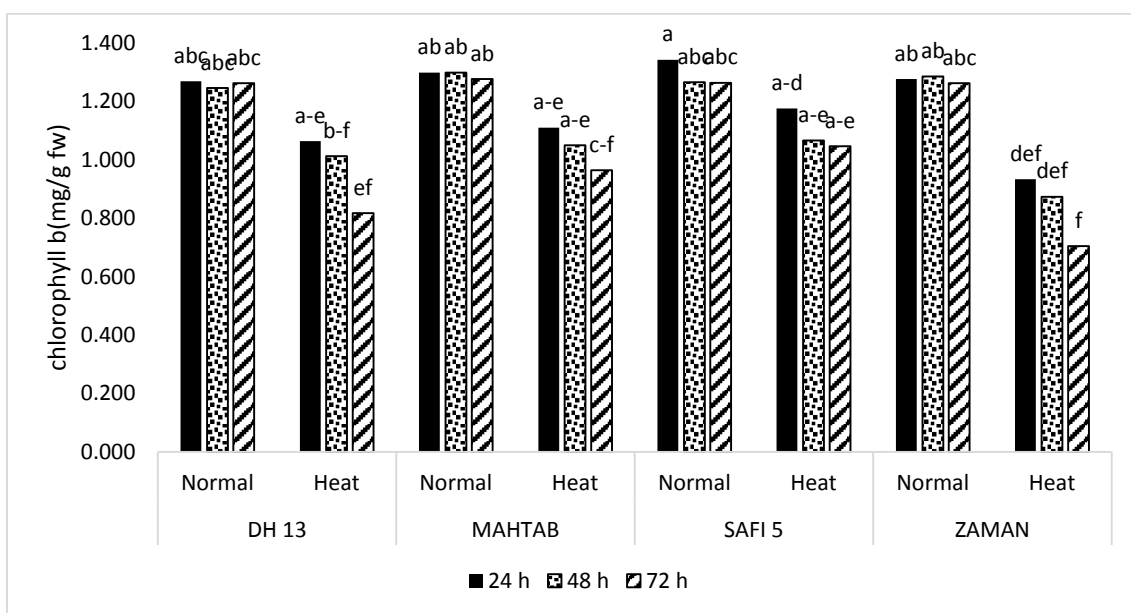 chlorophyll b(mg/g fw)
1.400
1.200
1.000
0.800
0.600
0.400
0.200
0.000
abc abc abc
a-e b-f ef
ab ab ab
a-e a-e c-f
a abc abc
a-d a-e a-e
ab ab abc
def def f
Normal Heat Normal Heat Normal Heat Normal Heat
DH 13 MAHTAB SAFI 5 ZAMAN
24 h 48 h 72 h